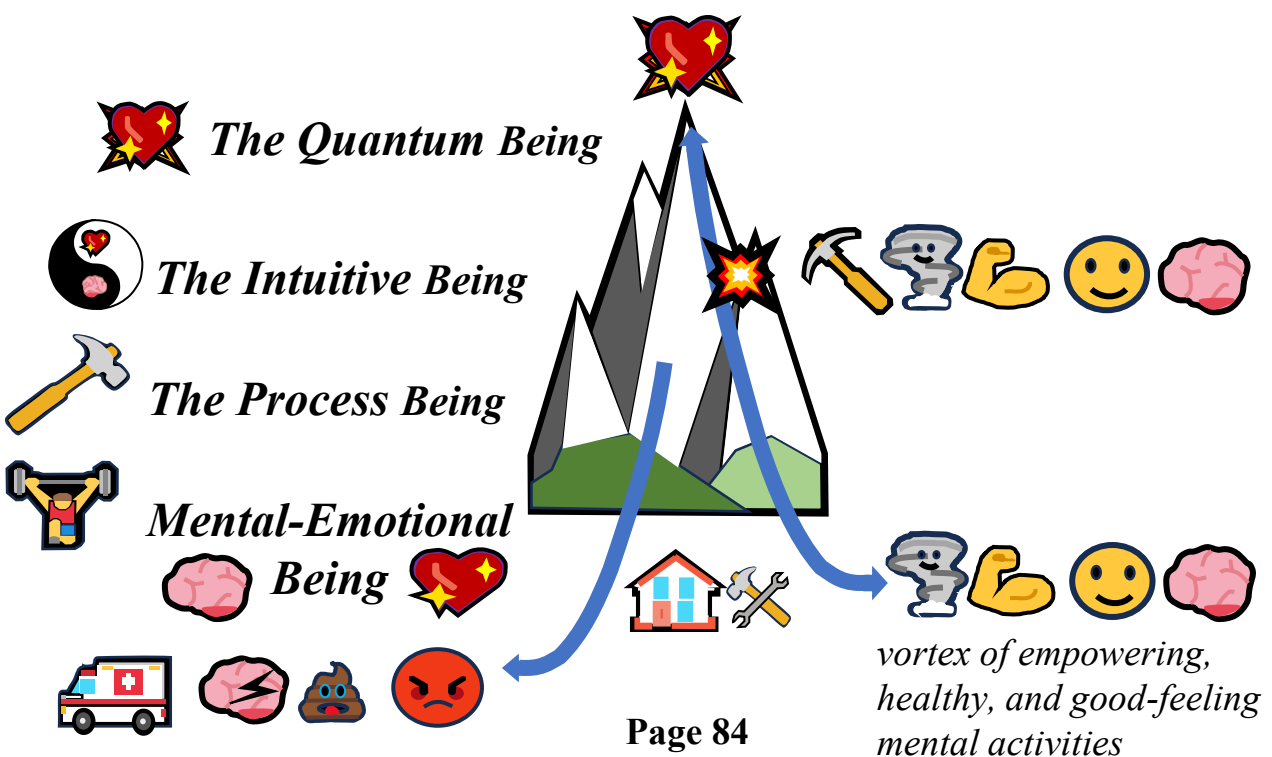 The Quantum Being
The Intuitive Being
The Process Being
Mental-Emotional
Being
vortex of empowering,
healthy, and good-feeling
mental activities
Page 84